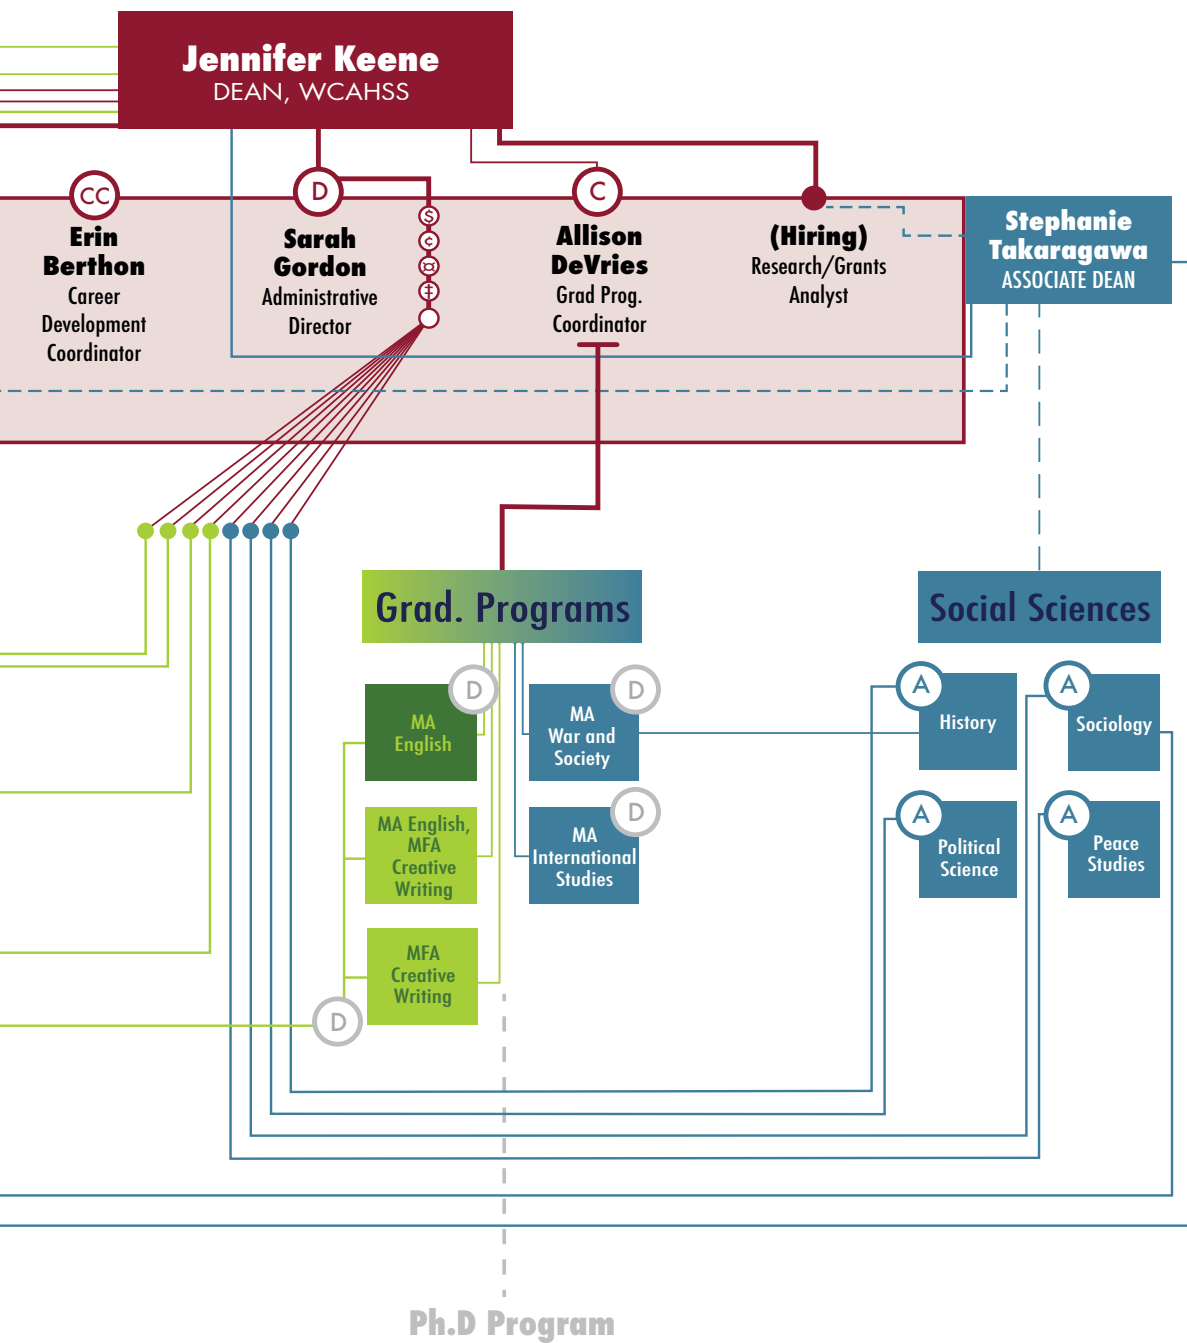 Jennifer Keene
DEAN, WCAHSS
CC
Erin
Berthon
Career
Development
Coordinator
D
Sarah
Gordon
Administrative
Director
$
¢
¤
‡
C
Allison
DeVries
Grad Prog.
Coordinator
(Hiring)
Research/Grants
Analyst
Stephanie
Takaragawa
ASSOCIATE DEAN
Grad. Programs
Social Sciences
D
MA
English
D
MA
War and
Society
A
History
A
Sociology
MA English,
MFA
Creative
Writing
D
MA
International
Studies
A
Political
Science
A
Peace
Studies
MFA
Creative
Writing
D
Ph.D Program